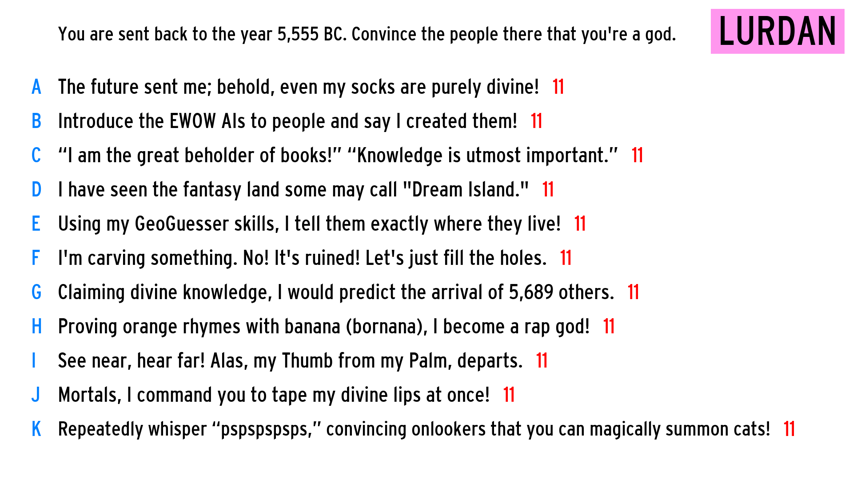 You are sent back to the year 5,555 BC. Convince the people there that you're a god.
LURDAN
A The future sent me; behold, even my socks are purely divine! 11
B Introduce the EWOW AIs to people and say I created them! 11
C “I am the great beholder of books!” “Knowledge is utmost important.” 11
D I have seen the fantasy land some may call "Dream Island." 11
E Using my GeoGuesser skills, I tell them exactly where they live! 11
F I'm carving something. No! It's ruined! Let's just fill the holes. 11
G Claiming divine knowledge, I would predict the arrival of 5,689 others. 11
H Proving orange rhymes with banana (bornana), I become a rap god! 11
I See near, hear far! Alas, my Thumb from my Palm, departs. 11
J Mortals, I command you to tape my divine lips at once! 11
K Repeatedly whisper “pspspspsps,” convincing onlookers that you can magically summon cats! 11